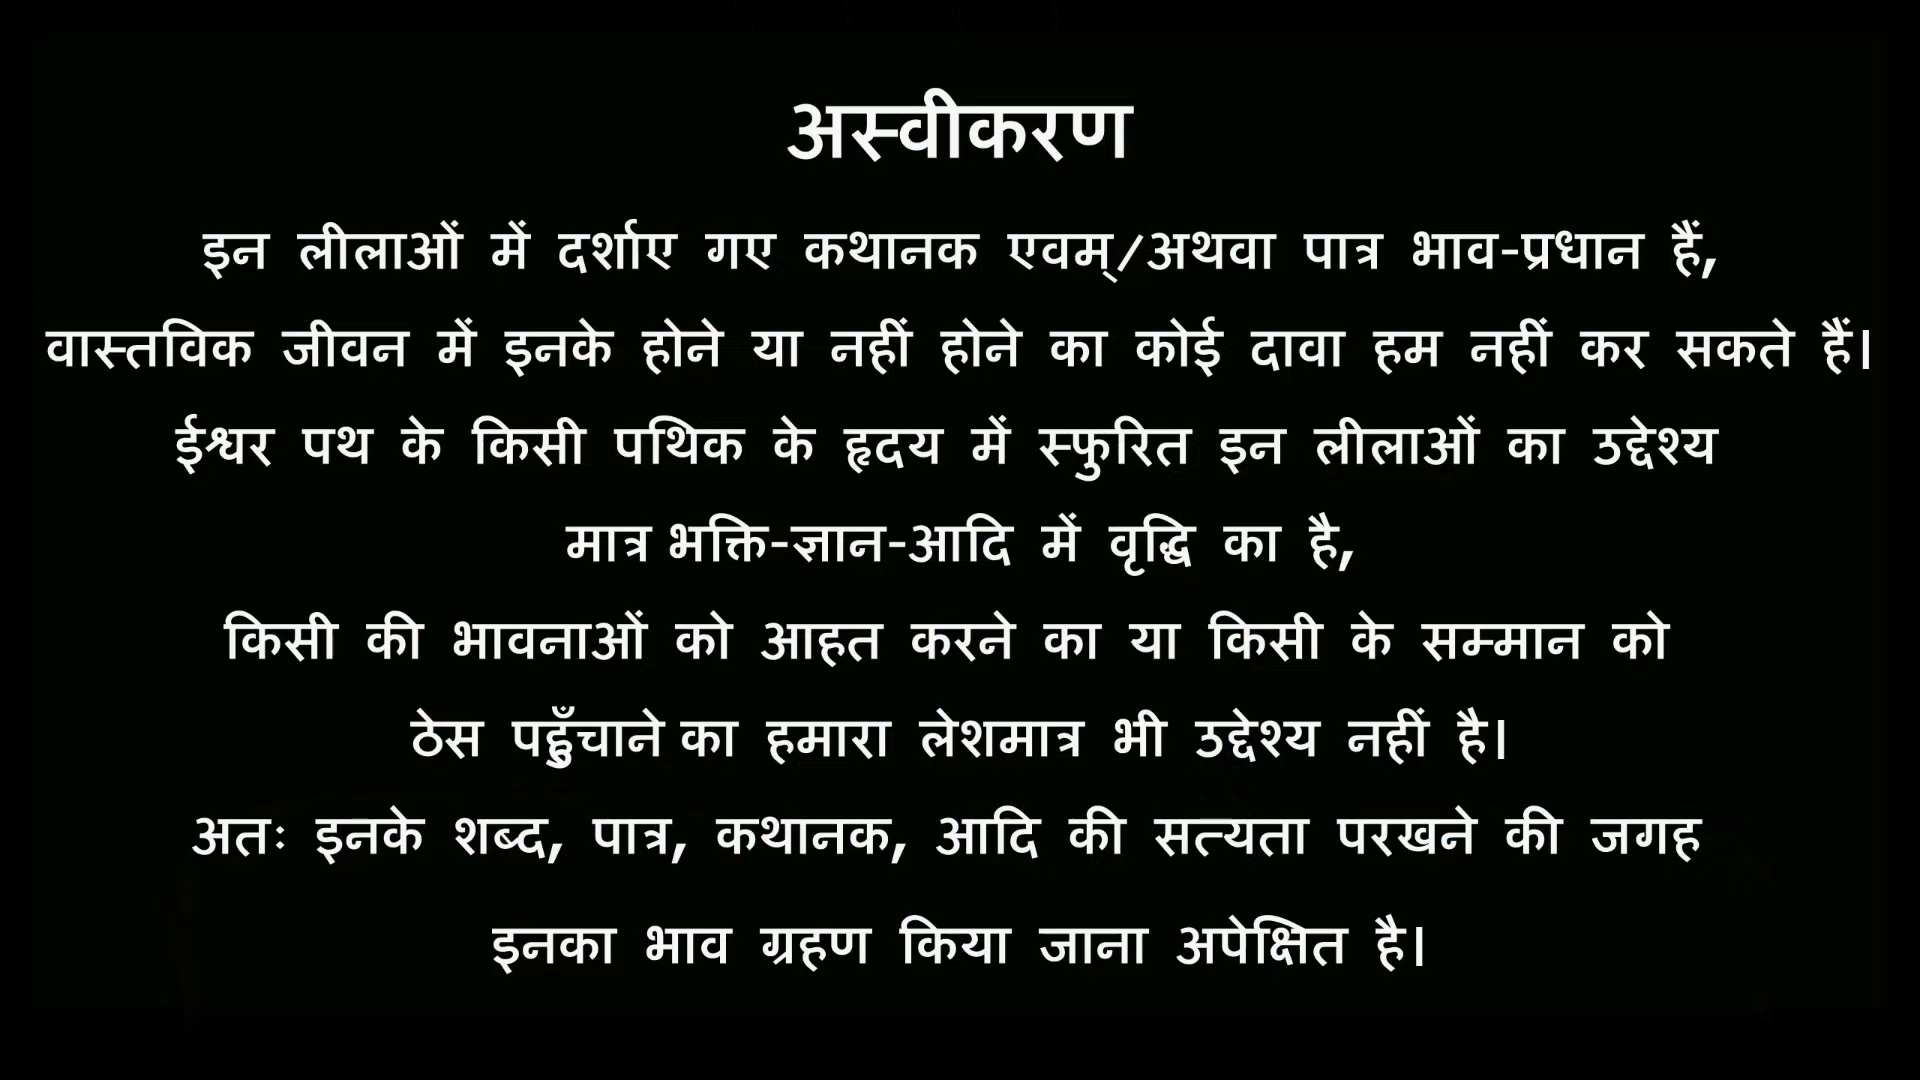 अस्वीकरण
इन लीलाओं में दर्शाए गए कथानक एवम्/अथवा पात्र भाव-प्रधान हैं,
वास्तविक जीवन में इनके होने या नहीं होने का कोई दावा हम नहीं कर सकते हैं।
ईश्वर पथ के किसी पथिक के हृदय में स्फुरित इन लीलाओं का उद्देश्य
मात्र भक्ति-ज्ञान-आदि में वृद्धि का है,
किसी की भावनाओं को आहत करने का या किसी के सम्मान को
ठेस पहुँचाने का हमारा लेशमात्र भी उद्देश्य नहीं है।
अतः इनके शब्द, पात्र, कथानक, आदि की सत्यता परखने की जगह
इनका भाव ग्रहण किया जाना अपेक्षित है।